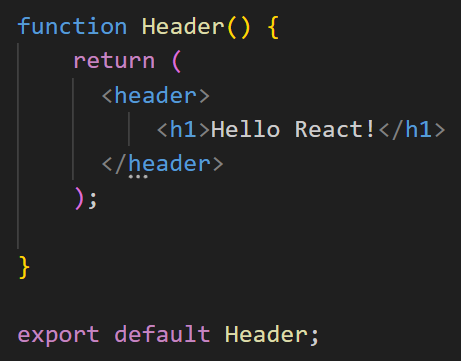 function Header() {
    return (
      <header>
          <h1>Hello React!</h1>
      </header>
    );

}

export default Header;